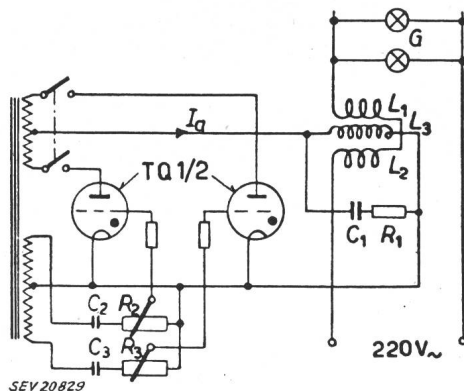 G
L1
L3
Ia
L2
TQ 1/2
C1 R1
C2 R2
C3 R3
220V~
SEV 20829